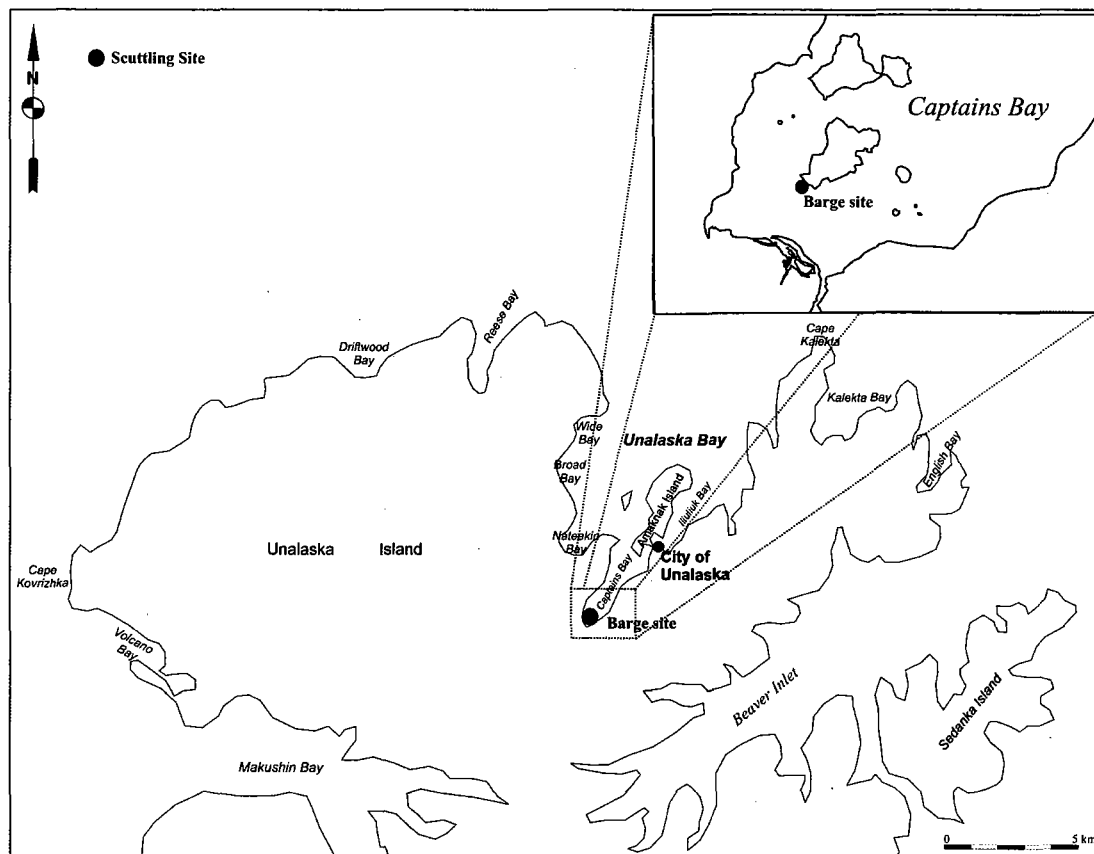 N
Scuttling Site
Captains Bay
Barge site
Cape
Kalekta
Reese Bay
Driftwood
Bay
Kalekta Bay
Wide
Bay
Unalaska Bay
English Bay
Broad
Bay
Amaknak Island
Iliuliuk Bay
Nateekin
Bay
Unalaska Island
City of
Unalaska
Cape
Kovrizhka
Captains Bay
Barge site
Volcano
Bay
Beaver Inlet
Sedanka Island
Makushin Bay
0 5 km